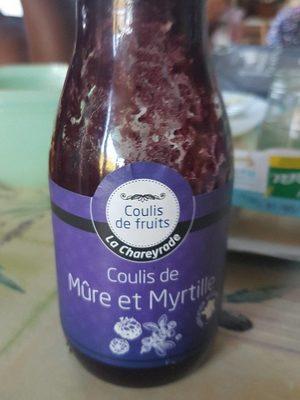 Coulis
de fruits
La Chareyrade
Coulis de
Mûre et Myrtille